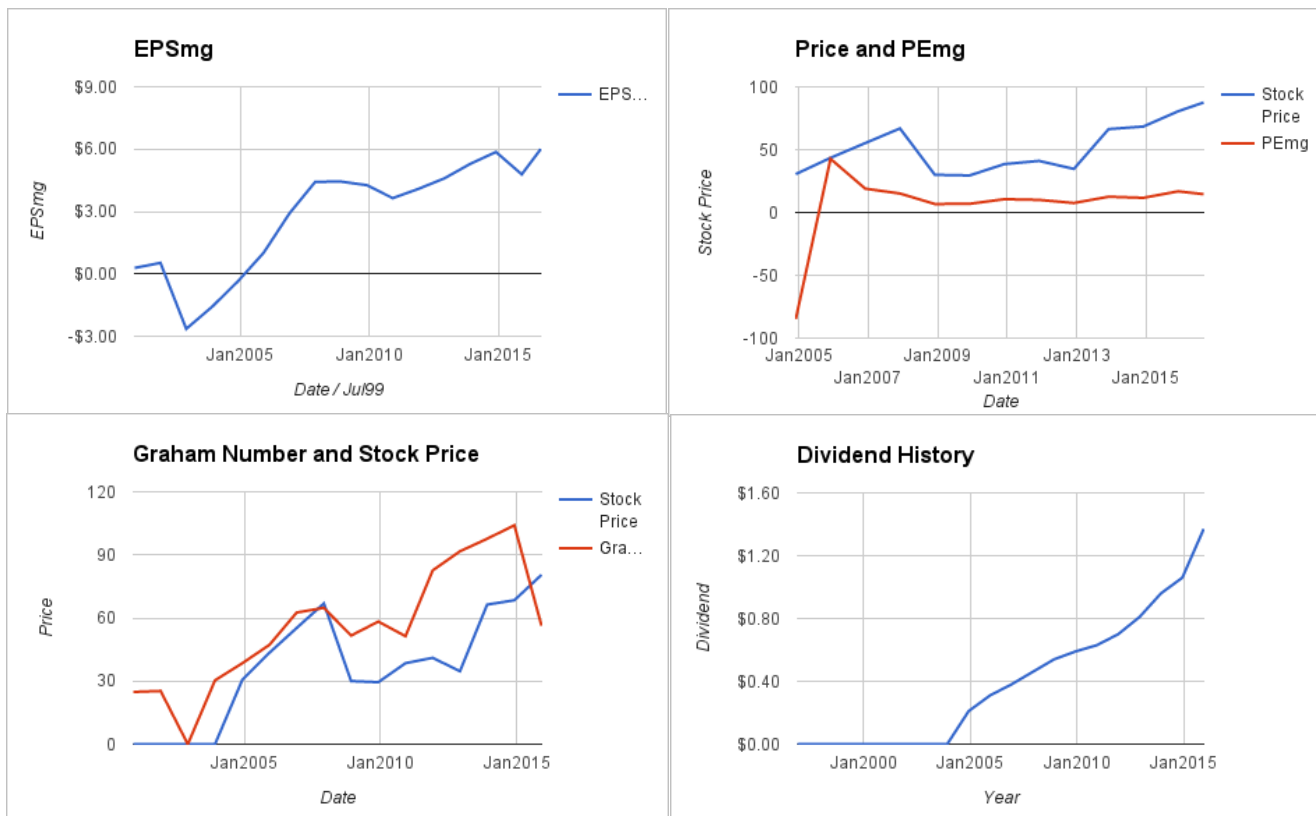 EPSmg
$9.00
$6.00
$3.00
$0.00
-$3.00
EPSmg
EPS...
Jan2005
Jan2010
Jan2015
Date / Jul99
Price and PEmg
100
50
0
-50
-100
Stock Price
Stock
Price
PEmg
Jan2005
Jan2009
Jan2013
Jan2007
Jan2011
Jan2015
Date
Graham Number and Stock Price
120
90
60
30
0
Price
Stock
Price
Gra...
Jan2005
Jan2010
Jan2015
Date
Dividend History
$1.60
$1.20
$0.80
$0.40
$0.00
Dividend
Jan2000
Jan2005
Jan2010
Jan2015
Year